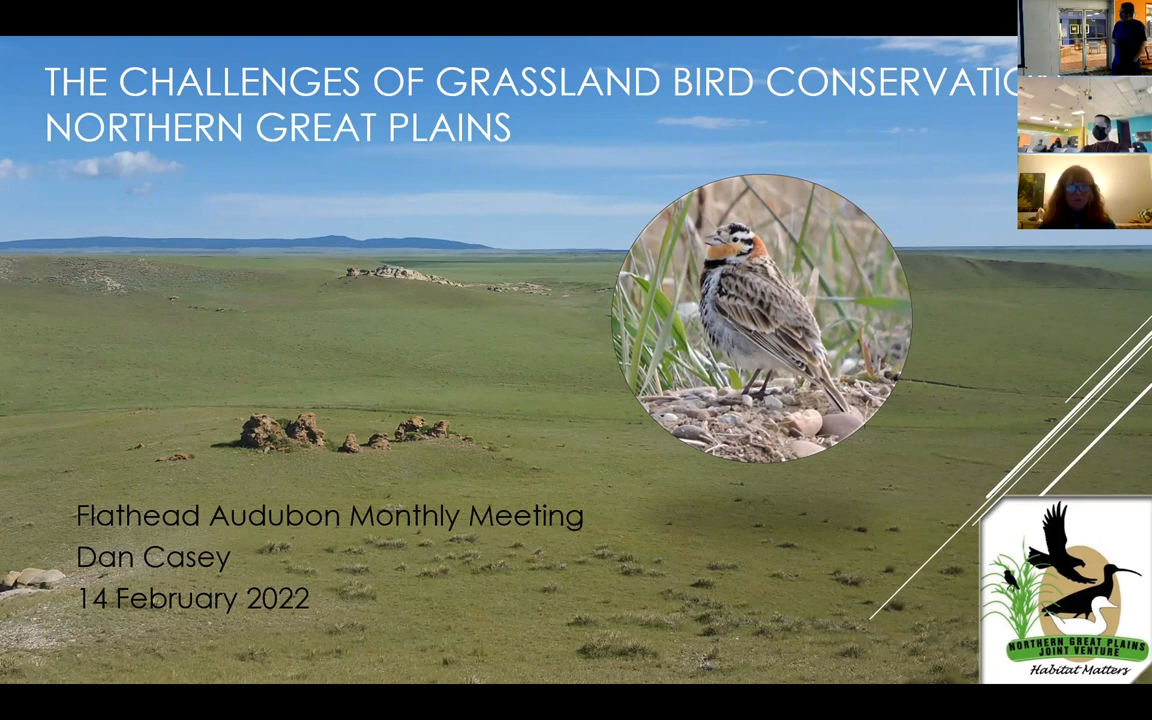 THE CHALLENGES OF GRASSLAND BIRD CONSERVATIO
NORTHERN GREAT PLAINS
Flathead Audubon Monthly Meeting
Dan Casey
14 February 2022
NORTHERN GREAT PLAINS
JOINT VENTURE
Habitat Matters